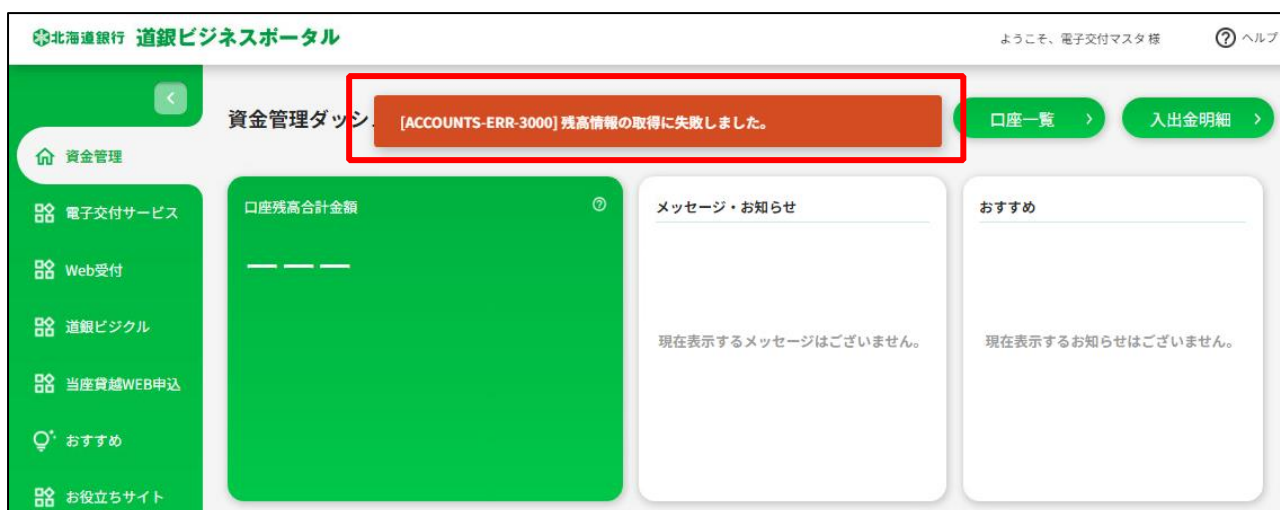 北海道銀行 道銀ビジネスポータル
ようこそ、電子交付マスタ 様
ヘルプ
資金管理ダッシ
[ACCOUNTS-ERR-3000] 残高情報の取得に失敗しました。
口座一覧
入出金明細
資金管理
電子交付サービス
Web受付
道銀ビジクル
当座貸越WEB申込
おすすめ
お役立ちサイト
口座残高合計金額
ーーー
メッセージ・お知らせ
現在表示するメッセージはございません。
おすすめ
現在表示するお知らせはございません。